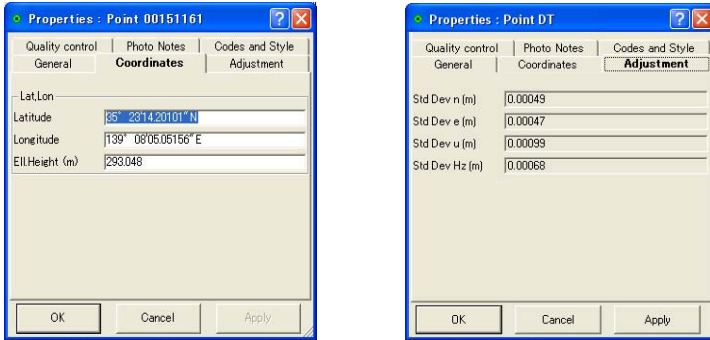 Properties : Point 00151161
Quality control Photo Notes Codes and Style
General Coordinates Adjustment
Lat,Lon
Latitude 35° 23'14.20101"N
Longitude 139° 08'05.05156"E
Ell.Height (m) 293.048
OK Cancel Apply
Properties : Point DT
Quality control Photo Notes Codes and Style
General Coordinates Adjustment
Std Dev n (m) 0.00049
Std Dev e (m) 0.00047
Std Dev u (m) 0.00099
Std Dev Hz (m) 0.00068
OK Cancel Apply